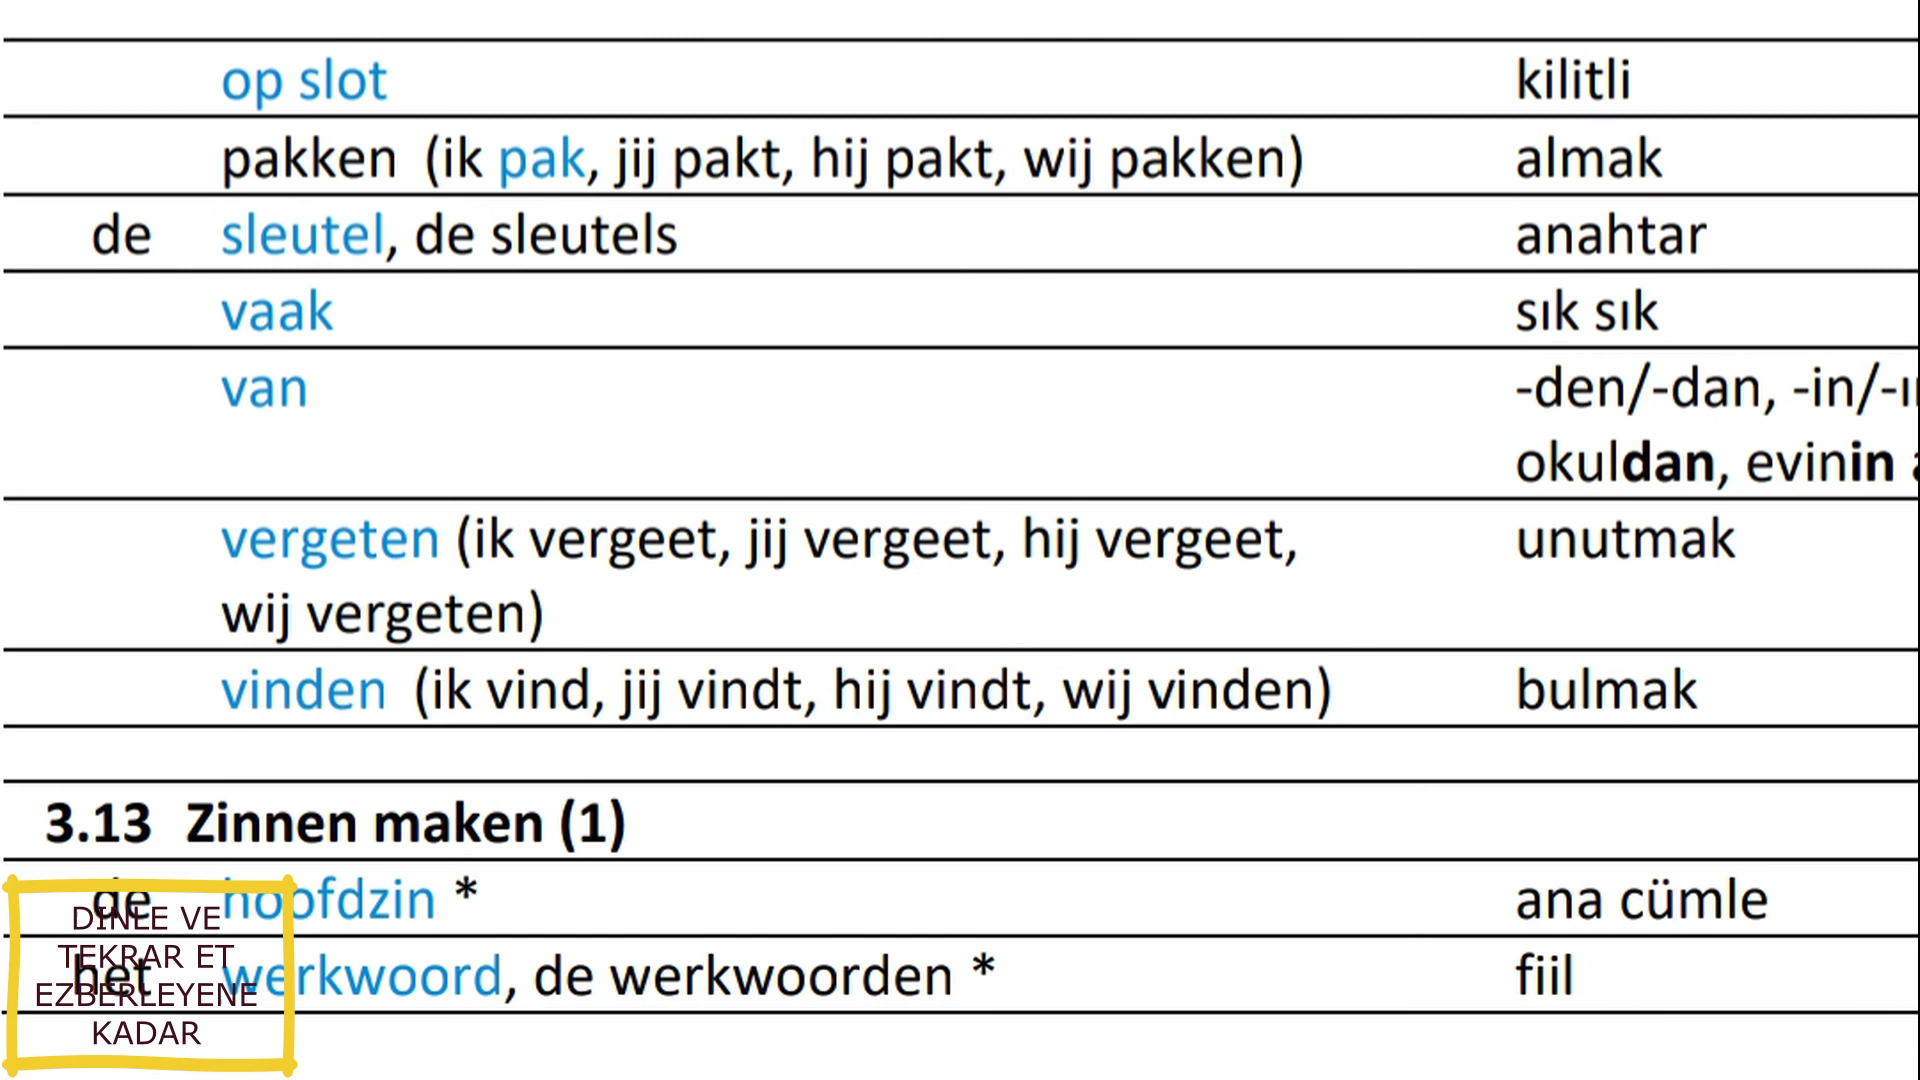 op slot kilitli
pakken (ik pak, jij pakt, hij pakt, wij pakken) almak
de sleutel, de sleutels anahtar
vaak sık sık
van -den/-dan, -in/-
okuldan, evinin
vergeten (ik vergeet, jij vergeet, hij vergeet, unutmak
wij vergeten)
vinden (ik vind, jij vindt, hij vindt, wij vinden) bulmak
3.13 Zinnen maken (1)
de hoofdzin * ana cümle
het werkwoord, de werkwoorden * fiil
DINLE VE
TEKRAR ET
EZBERLEYENE
KADAR